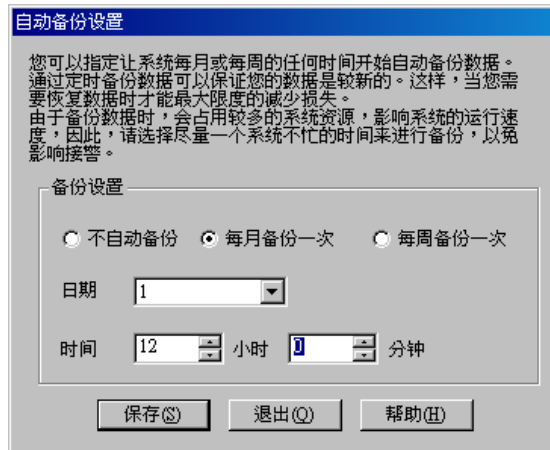 自动备份设置
您可以指定让系统每月或每周的任何时间开始自动备份数据。
通过定时备份数据可以保证您的数据是较新的。这样，当您需
要恢复数据时才能最大限度的减少损失。
由于备份数据时，会占用较多的系统资源，影响系统的运行速
度，因此，请选择尽量一个系统不忙的时间来进行备份，以免
影响接警。
备份设置
不自动备份 每月备份一次 每周备份一次
日期 1
时间 12 小时 0 分钟
保存(S) 退出(Q) 帮助(H)